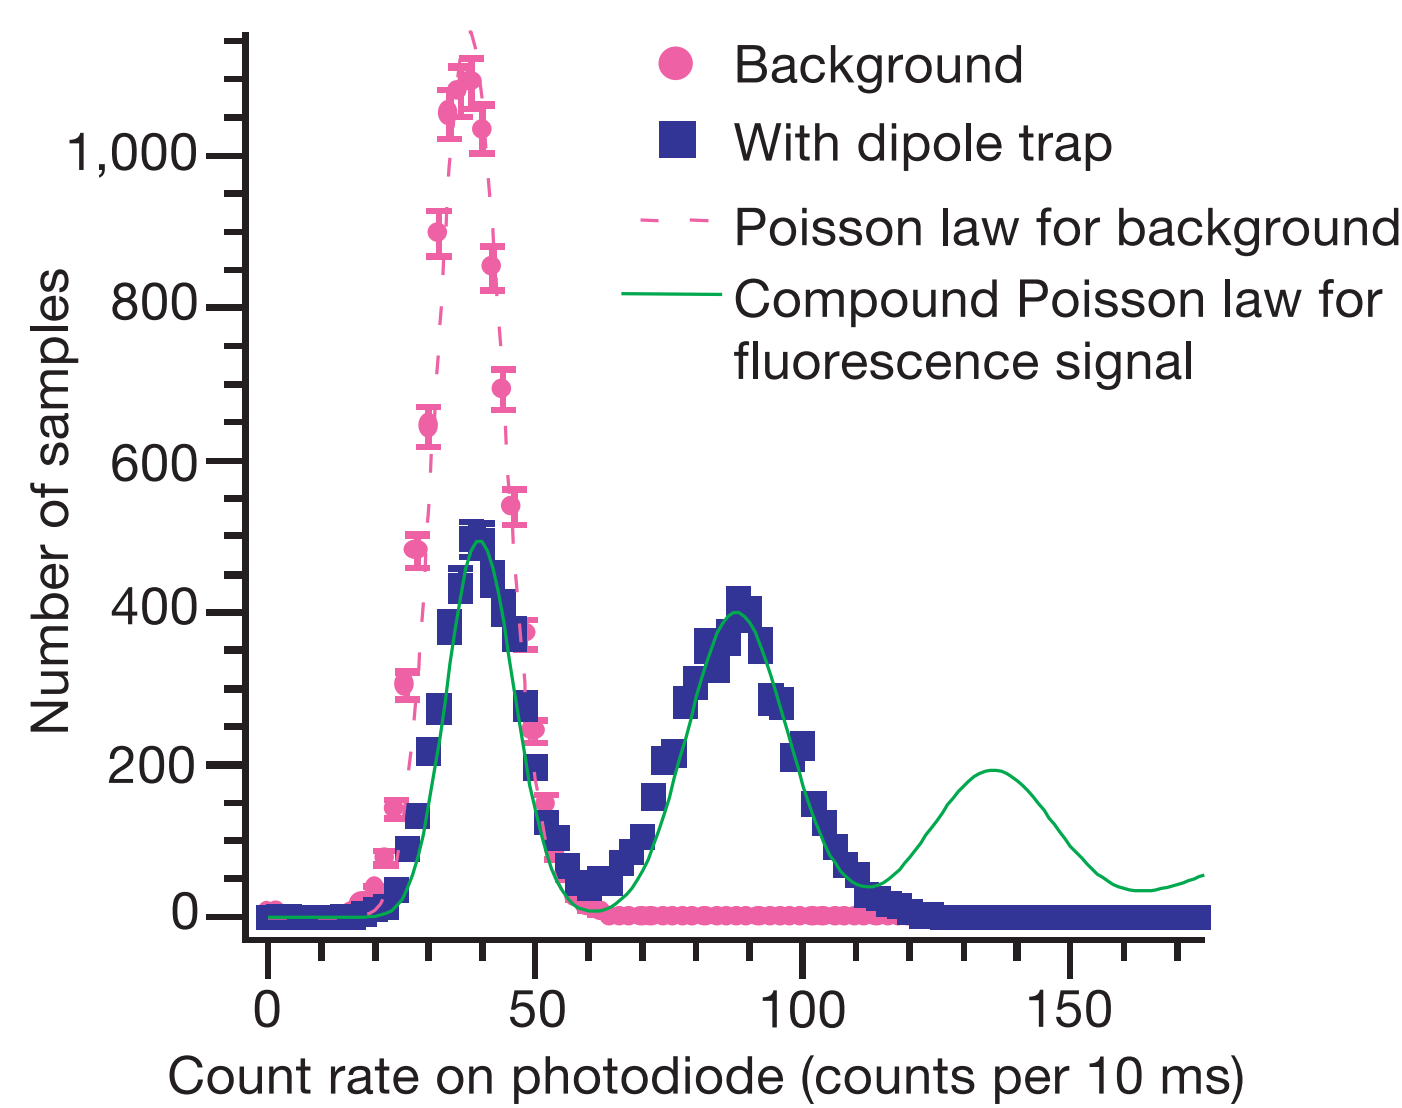 Background
With dipole trap
Poisson law for background
Compound Poisson law for
fluorescence signal
Number of samples
1,000
800
600
400
200
0
0 50 100 150
Count rate on photodiode (counts per 10 ms)